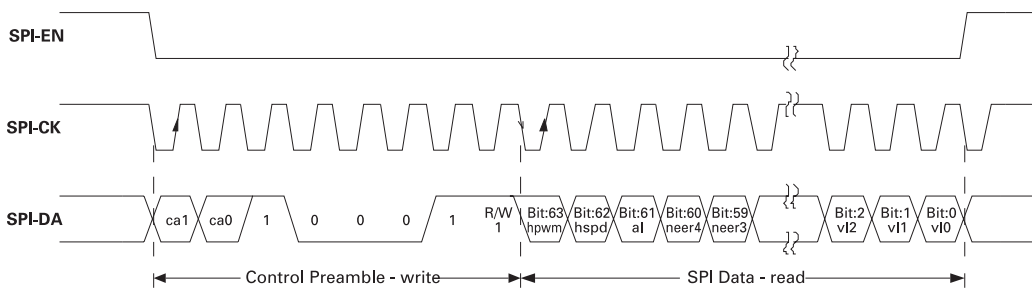 SPI-EN
SPI-CK
SPI-DA
ca1 ca0 1 0 0 0 1 R/W Bit:63 Bit:62 Bit:61 Bit:60 Bit:59 Bit:2 Bit:1 Bit:0
1 hpwm hspd al neer4 neer3 vl2 vl1 vl0
Control Preamble - write SPI Data - read